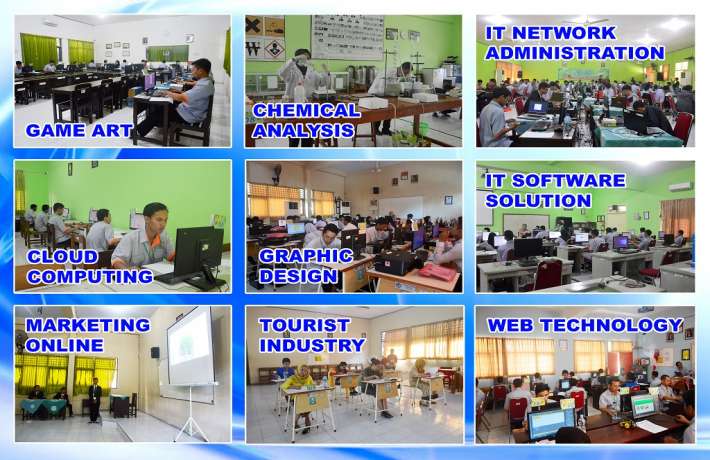 GAME ART
CHEMICAL
ANALYSIS
W
IT NETWORK
ADMINISTRATION
CLOUD
COMPUTING
GRAPHIC
DESIGN
IT SOFTWARE
SOLUTION
MARKETING
ONLINE
TOURIST
INDUSTRY
WEB TECHNOLOGY